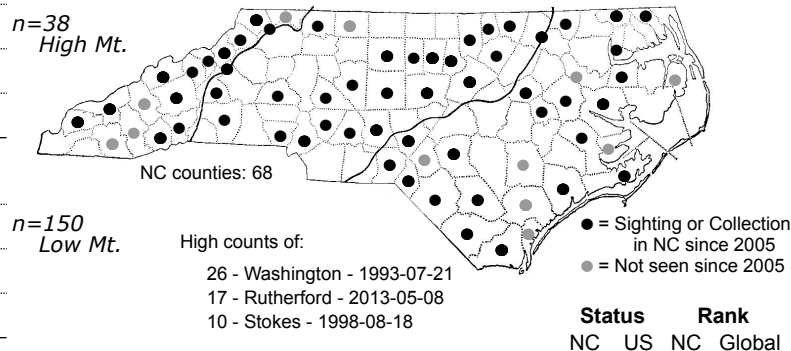 n=38
High Mt.
NC counties: 68
n=150
Low Mt.
High counts of:
26 - Washington - 1993-07-21
17 - Rutherford - 2013-05-08
10 - Stokes - 1998-08-18
= Sighting or Collection
in NC since 2005
= Not seen since 2005
Status Rank
NC US NC Global